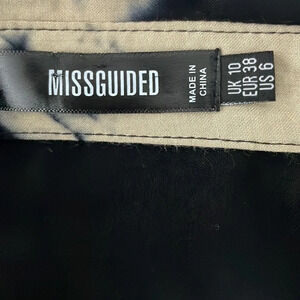 MISSGUIDED
MADE IN
CHINA
UK 10
EUR 38
US 6